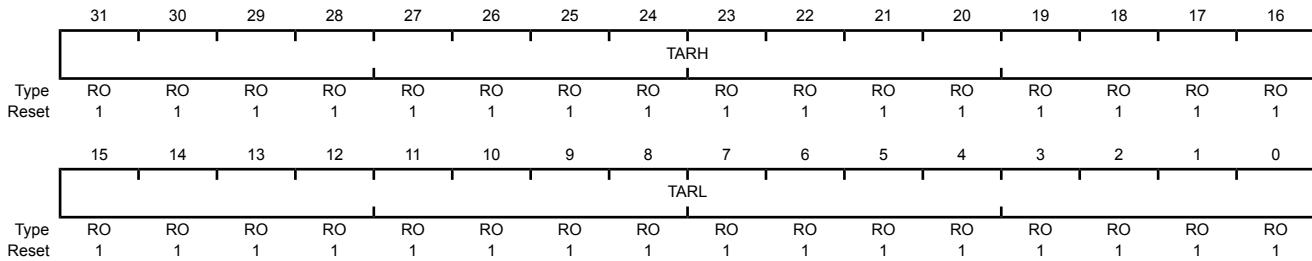 31 30 29 28 27 26 25 24 23 22 21 20 19 18 17 16
TARH
Type RO RO RO RO RO RO RO RO RO RO RO RO RO RO RO RO
Reset 1 1 1 1 1 1 1 1 1 1 1 1 1 1 1 1
15 14 13 12 11 10 9 8 7 6 5 4 3 2 1 0
TARL
Type RO RO RO RO RO RO RO RO RO RO RO RO RO RO RO RO
Reset 1 1 1 1 1 1 1 1 1 1 1 1 1 1 1 1